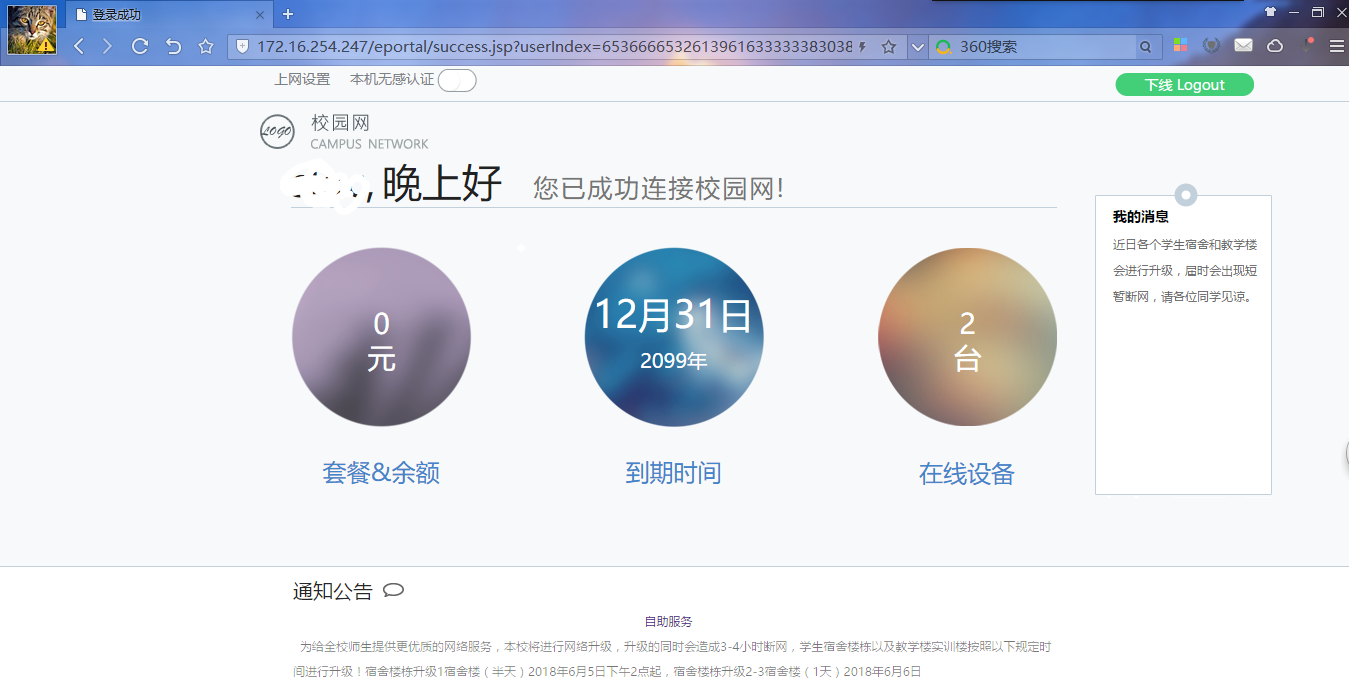 登录成功
172.16.254.247/eportal/success.jsp?userIndex=6536666532613961633333383038
360搜索
上网设置 本机无感认证
下线 Logout
LOGO
校园网
CAMPUS NETWORK
,晚上好 您已成功连接校园网!
0
元
套餐&余额
12月31日
2099年
到期时间
2
台
在线设备
我的消息
近日各个学生宿舍和教学楼
会进行升级，届时会出现短
暂断网，请各位同学见谅。
通知公告
自助服务
为给全校师生提供更优质的网络服务，本校将进行网络升级，升级的同时会造成3-4小时断网，学生宿舍楼栋以及教学楼实训楼按照以下规定时
间进行升级！宿舍楼栋升级1宿舍楼（半天）2018年6月5日下午2点起，宿舍楼栋升级2-3宿舍楼（1天）2018年6月6日